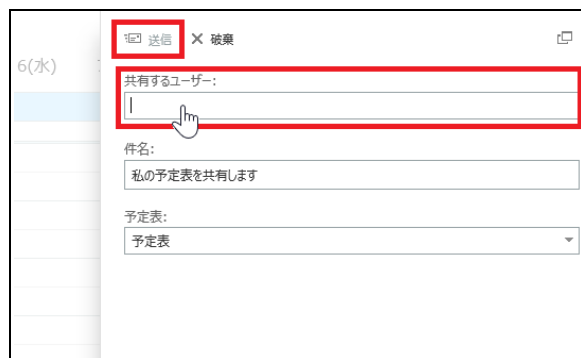 送信 破棄
6(水) 7
共有するユーザー:
件名:
私の予定表を共有します
予定表:
予定表